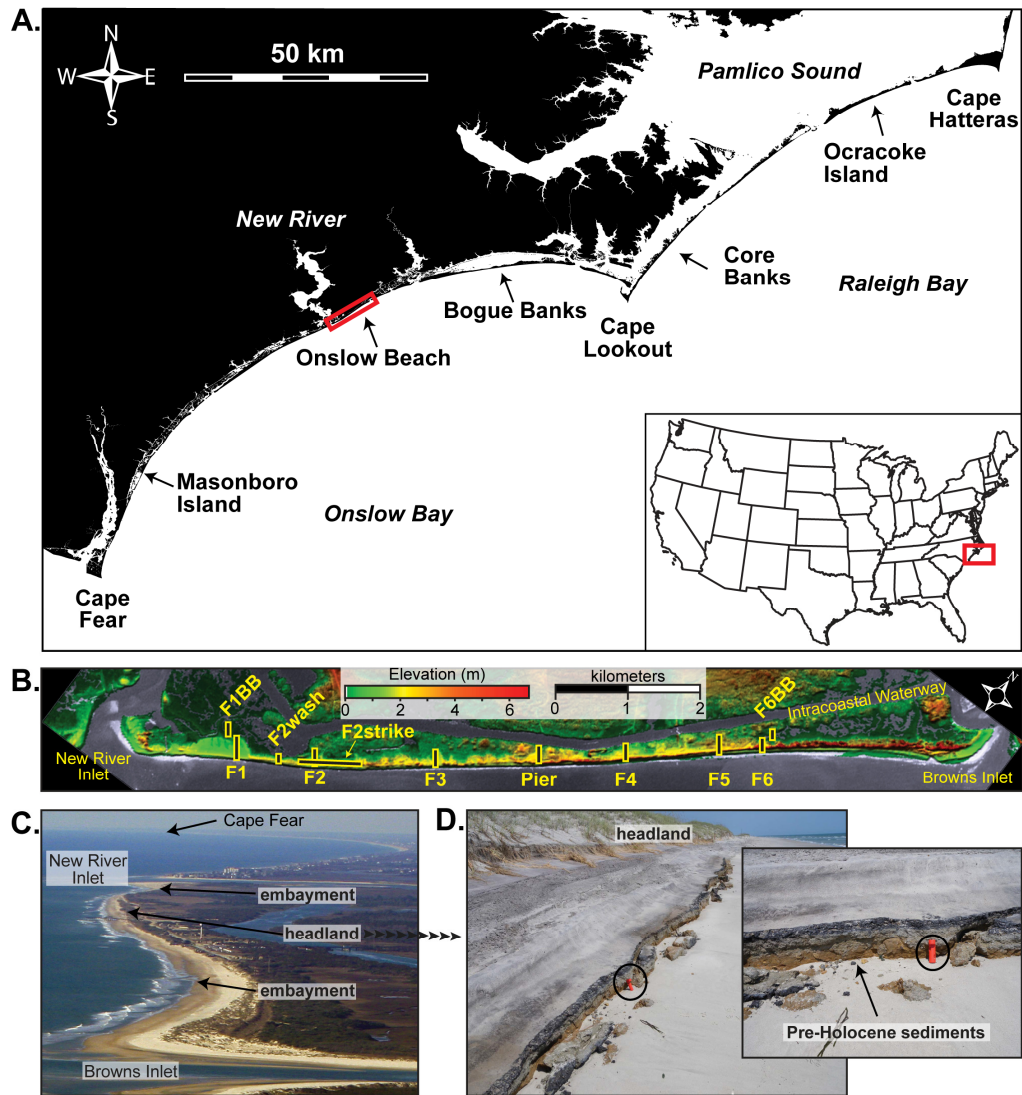 A.
N
W
E
S
50 km
Pamlico Sound
Cape
Hatteras
Ocracoke
Island
New River
Core
Banks
Raleigh Bay
Bogue Banks
Cape
Lookout
Onslow Beach
Masonboro
Island
Onslow Bay
Cape
Fear
B.
Elevation (m)
0 2 4 6
kilometers
0 1 2
N
F1BB
F2wash
F2strike
F6BB
Intracoastal Waterway
New River
Inlet
F1
F2
F3
Pier
F4
F5
F6
Browns Inlet
C.
Cape Fear
New River
Inlet
embayment
headland
embayment
Browns Inlet
D.
headland
Pre-Holocene sediments